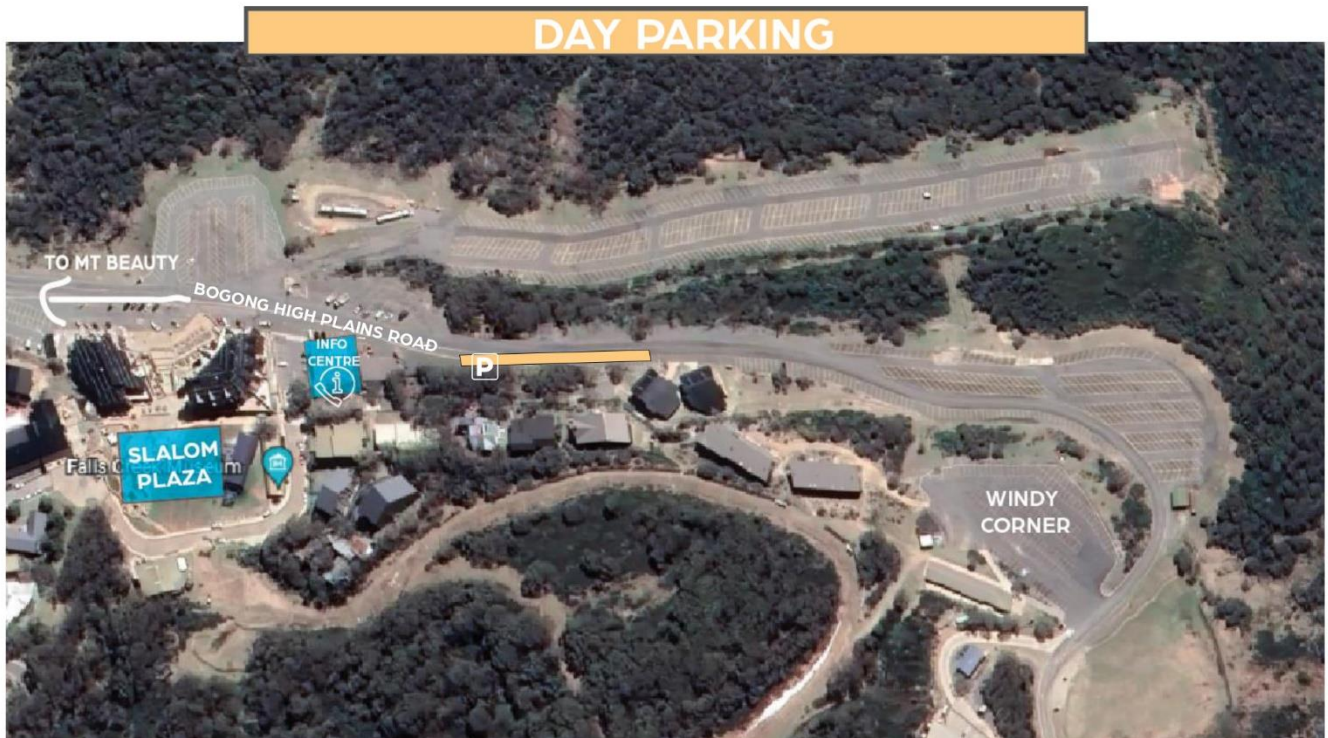 DAY PARKING
TO MT BEAUTY
BOGONG HIGH PLAINS ROAD
INFO
CENTRE
i
P
SLALOM
PLAZA
Falls Creek Museum
WINDY
CORNER